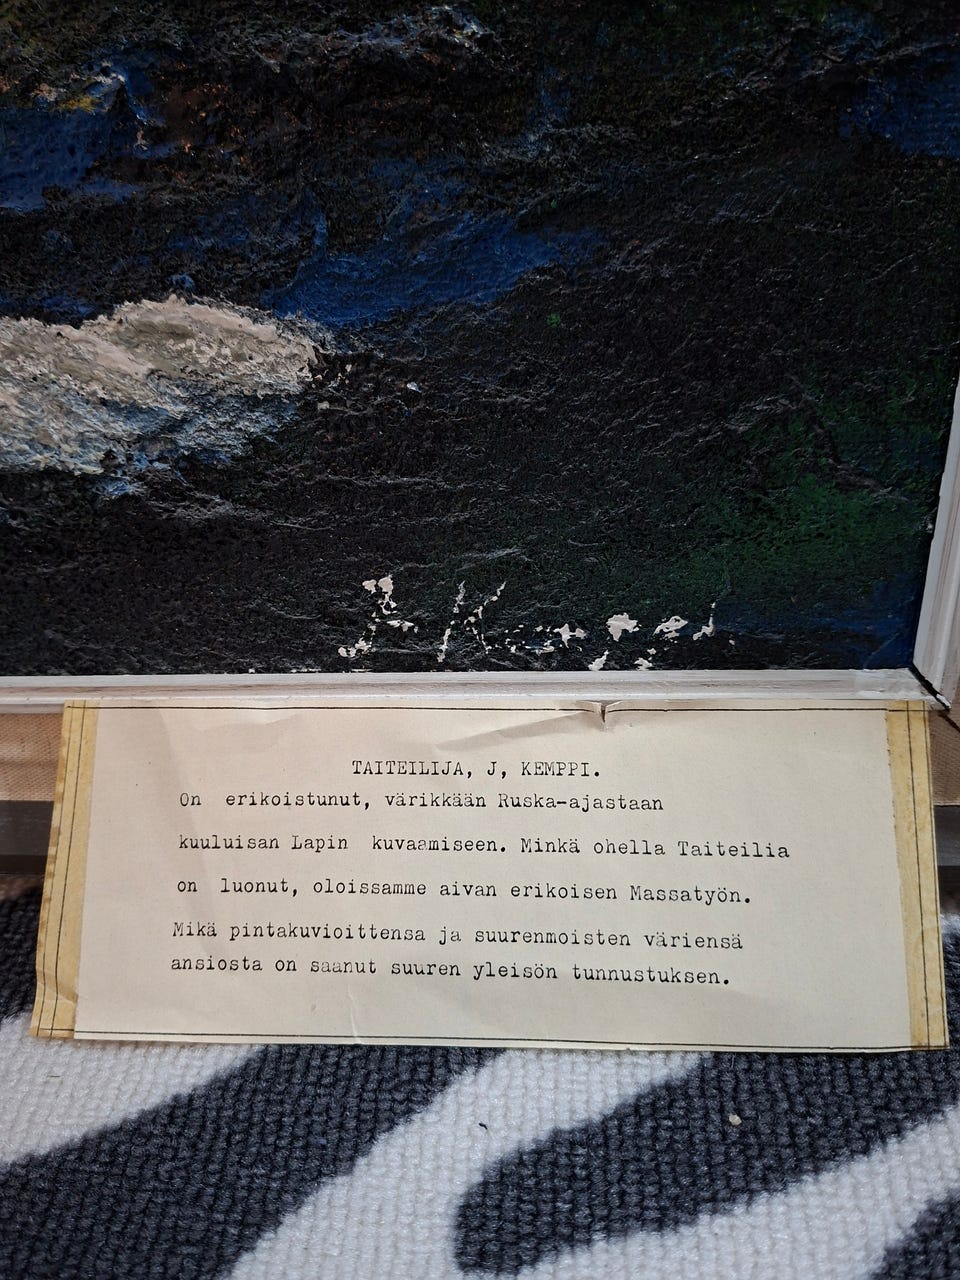 TAITEILIJA, J, KEMPPI.
On erikoistunut, värikkään Ruska-ajastaan
kuuluisan Lapin kuvaamiseen. Minkä ohella Taiteilia
on luonut, oloissamme aivan erikoisen Massatyön.
Mikä pintakuvioittensa ja suurenmoisten väriensä
ansiosta on saanut suuren yleisön tunnustuksen.